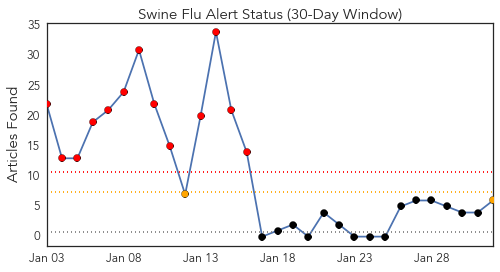 Swine Flu Alert Status (30-Day Window)
Articles Found
35
30
25
20
15
10
5
0
Jan 03 Jan 08 Jan 13 Jan 18 Jan 23 Jan 28